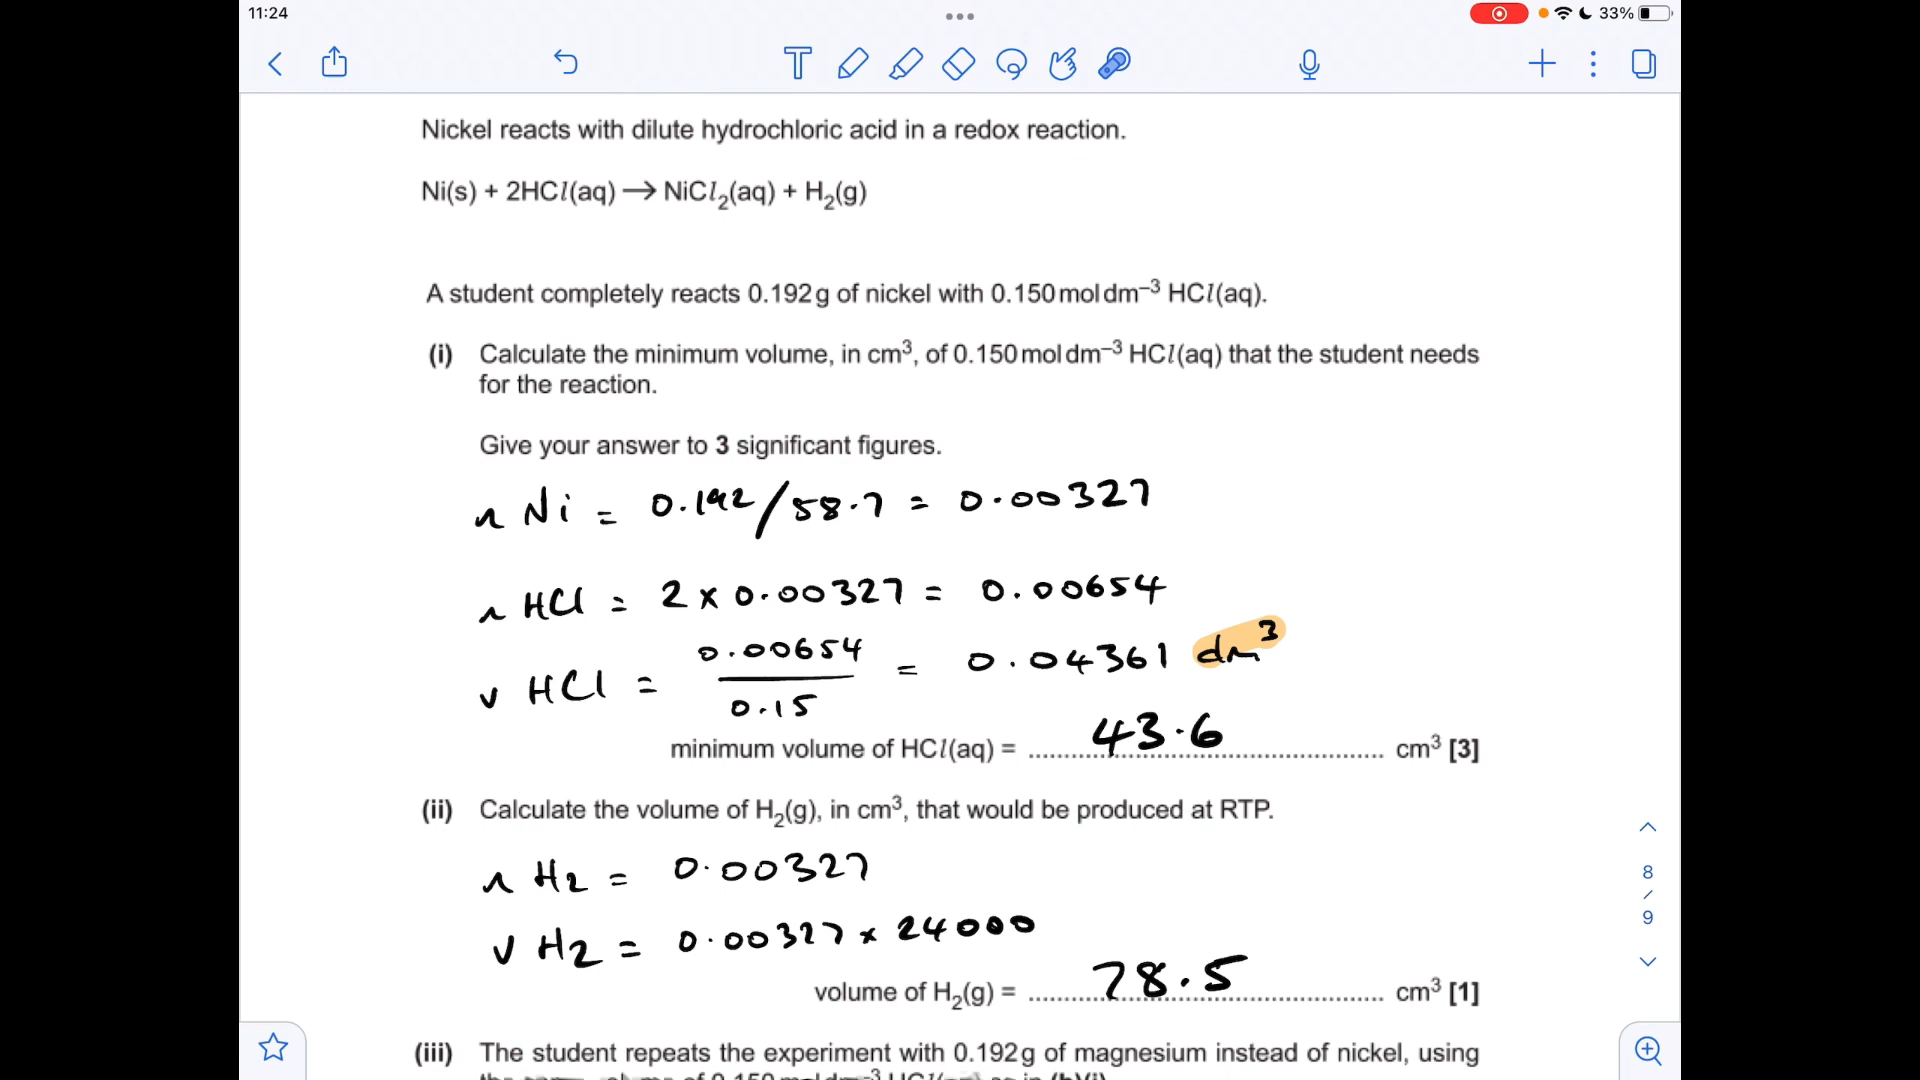 11:24
33%
Nickel reacts with dilute hydrochloric acid in a redox reaction.
Ni(s) + 2HCl(aq) → NiCl₂(aq) + H₂(g)
A student completely reacts 0.192 g of nickel with 0.150 mol dm⁻³ HCl(aq).
(i) Calculate the minimum volume, in cm³, of 0.150 mol dm⁻³ HCl(aq) that the student needs
for the reaction.
Give your answer to 3 significant figures.
n Ni = 0.192/58.7 = 0.00327
n HCl = 2 x 0.00327 = 0.00654
v HCl = 0.00654 / 0.15 = 0.04361 dm³
minimum volume of HCl(aq) = 43.6 cm³ [3]
(ii) Calculate the volume of H₂(g), in cm³, that would be produced at RTP.
n H2 = 0.00327
v H2 = 0.00327 x 24000
volume of H₂(g) = 78.5 cm³ [1]
(iii) The student repeats the experiment with 0.192 g of magnesium instead of nickel, using
8
/
9